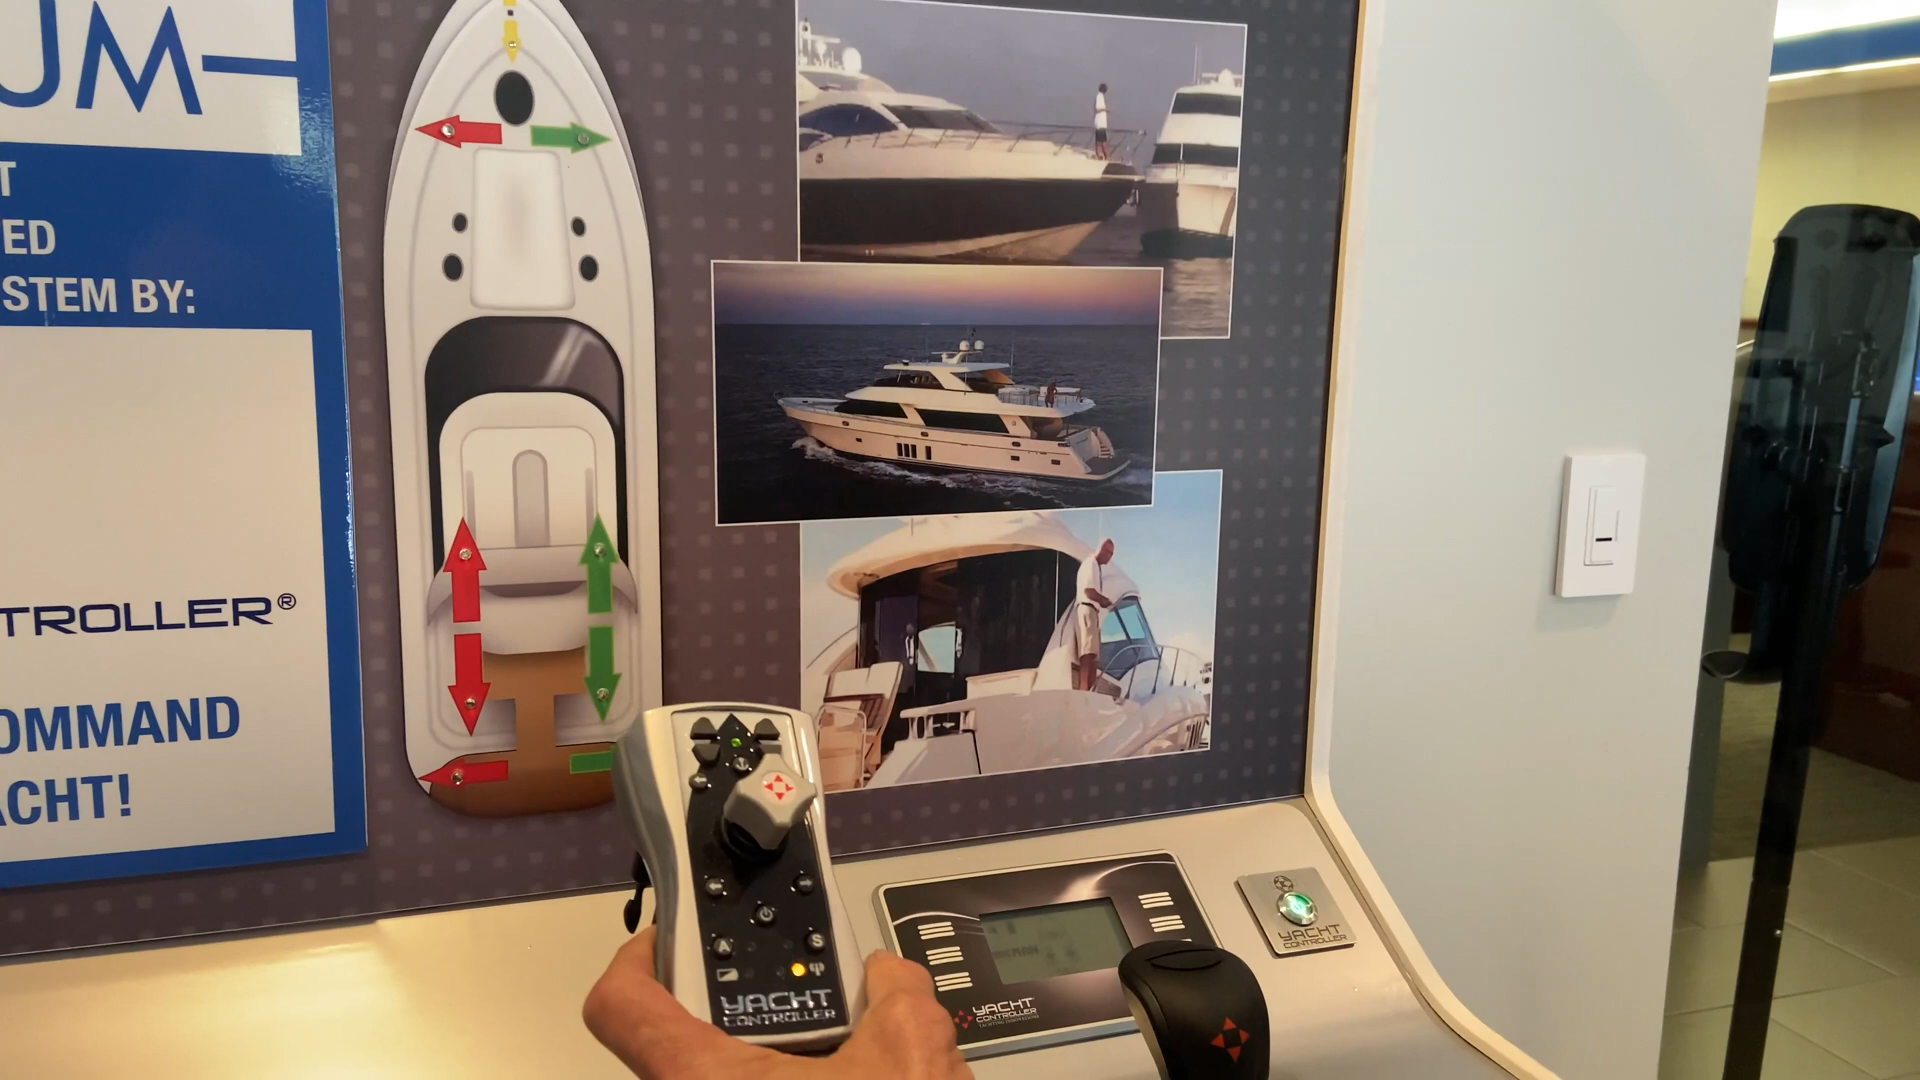 UM
T
ED
STEM BY:
TROLLER®
OMMAND
ACHT!
A
S
YACHT
CONTROLLER
YACHT
CONTROLLER
YACHT
CONTROLLER